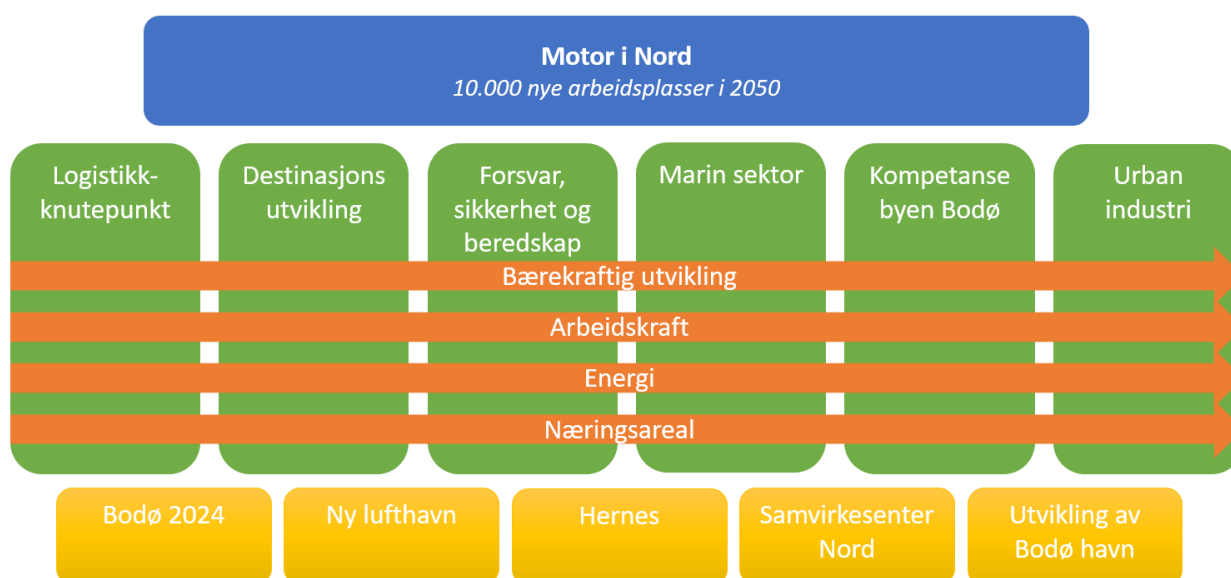 Motor i Nord
10.000 nye arbeidsplasser i 2050
Logistikk-
knutepunkt
Destinasjons
utvikling
Forsvar,
sikkerhet og
beredskap
Marin sektor
Kompetanse
byen Bodø
Urban
industri
Bærekraftig utvikling
Arbeidskraft
Energi
Næringsareal
Bodø 2024
Ny lufthavn
Hernes
Samvirkesenter
Nord
Utvikling av
Bodø havn